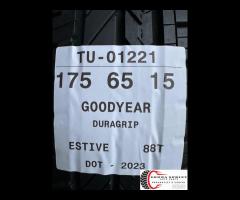 TU-01221
175 65 15
GOODYEAR
DURAGRIP
ESTIVE 88T
DOT - 2023